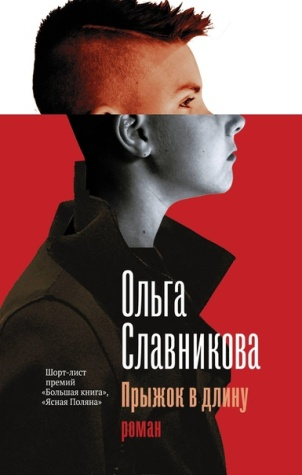 Ольга
Славникова
Прыжок в длину
роман
Шорт-лист
премий
«Большая книга»,
«Ясная Поляна»